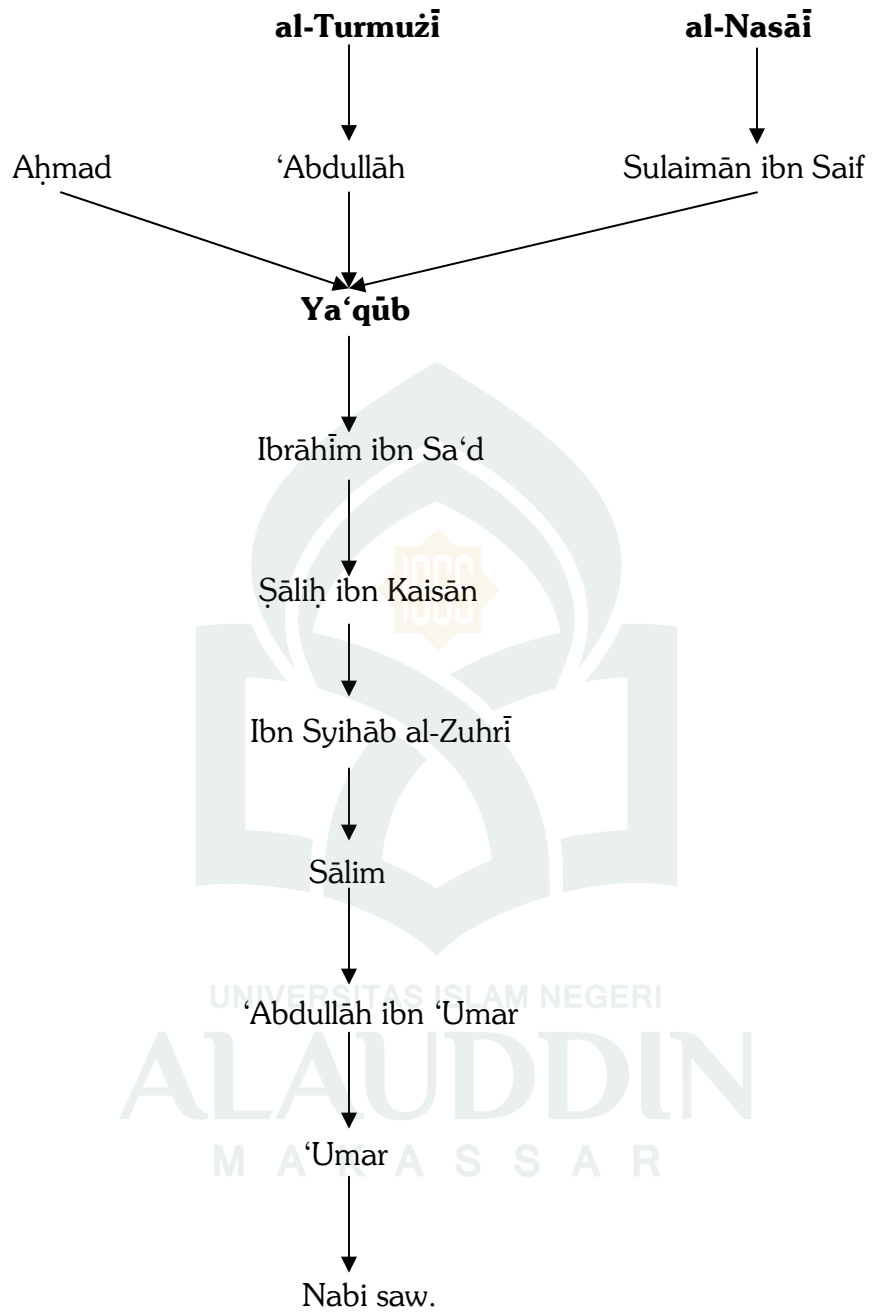 al-Turmużī al-Nasāī
Aḥmad ‘Abdullāh Sulaimān ibn Saif
Ya‘qūb
Ibrāhīm ibn Sa‘d
Ṣāliḥ ibn Kaisān
Ibn Syihāb al-Zuhrī
Sālim
UNIVERSITAS ISLAM NEGERI
‘Abdullāh ibn ‘Umar
ALAUDDIN
‘Umar
MAKASSAR
Nabi saw.